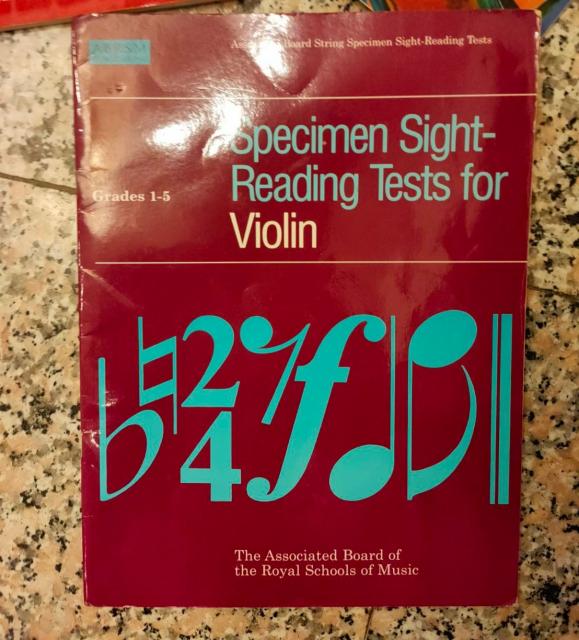 ABRSM
Associated Board String Specimen Sight-Reading Tests
Specimen Sight-
Reading Tests for
Violin
Grades 1-5
2
4
f
The Associated Board of
the Royal Schools of Music